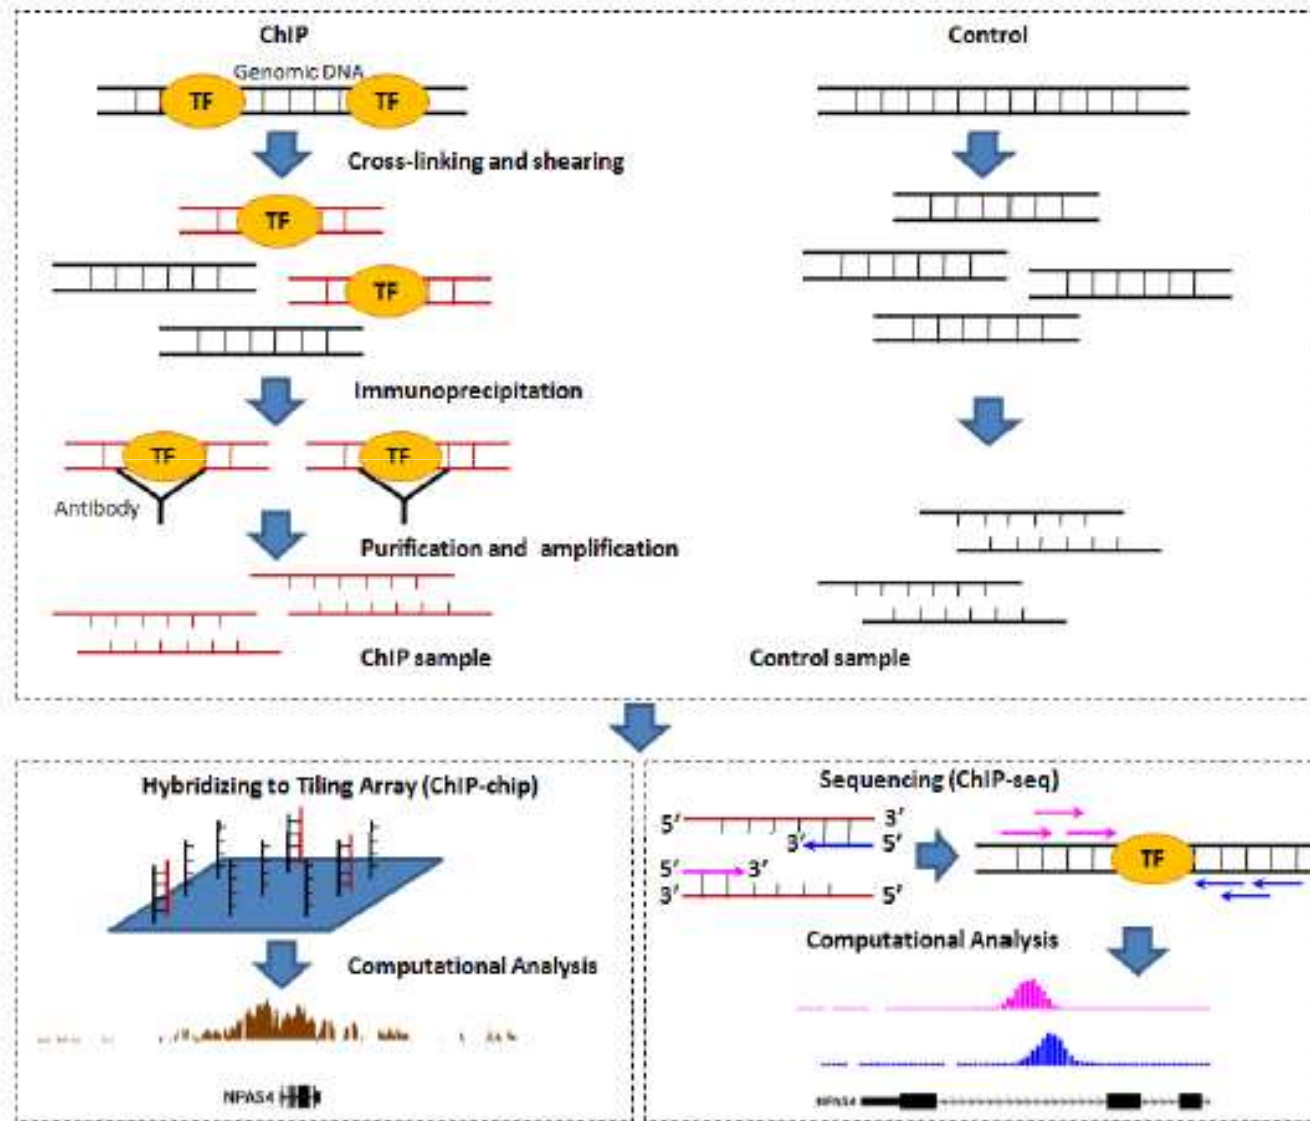 ChIP
Control
Genomic DNA
TF
TF
Cross-linking and shearing
TF
TF
Immunoprecipitation
TF
TF
Antibody
Purification and amplification
ChIP sample
Control sample
Hybridizing to Tiling Array (ChIP-chip)
Sequencing (ChIP-seq)
5’ 3’
3’ 5’
5’ 3’
3’ 5’
TF
Computational Analysis
Computational Analysis
NPAS4
NPAS4